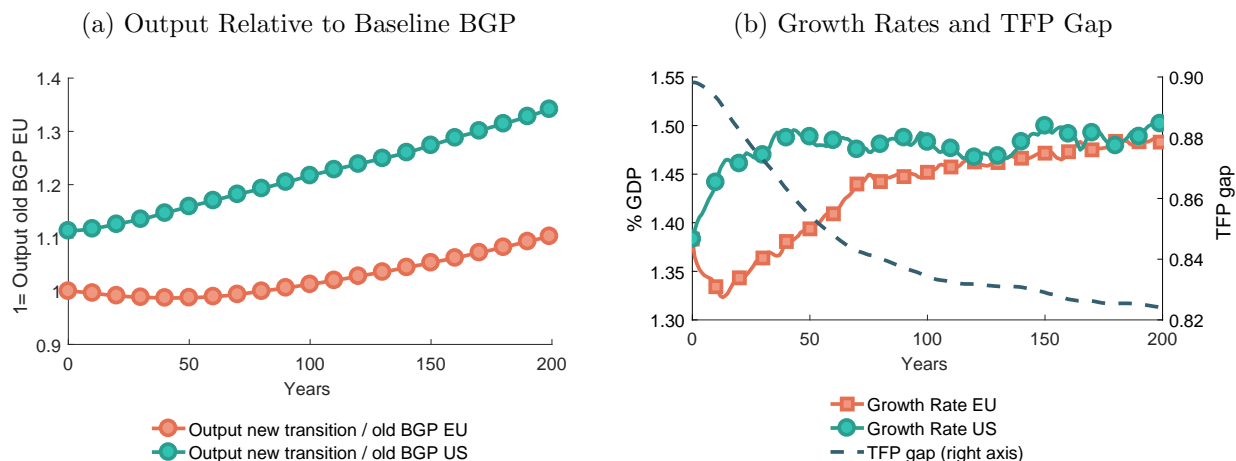 (a) Output Relative to Baseline BGP
1= Output old BGP EU
1.4
1.3
1.2
1.1
1
0.9
0
50
100
150
200
Years
Output new transition / old BGP EU
Output new transition / old BGP US
(b) Growth Rates and TFP Gap
% GDP
1.55
1.50
1.45
1.40
1.35
1.30
0.90
0.88
0.86
0.84
0.82
TFP gap
0
50
100
150
200
Years
Growth Rate EU
Growth Rate US
TFP gap (right axis)